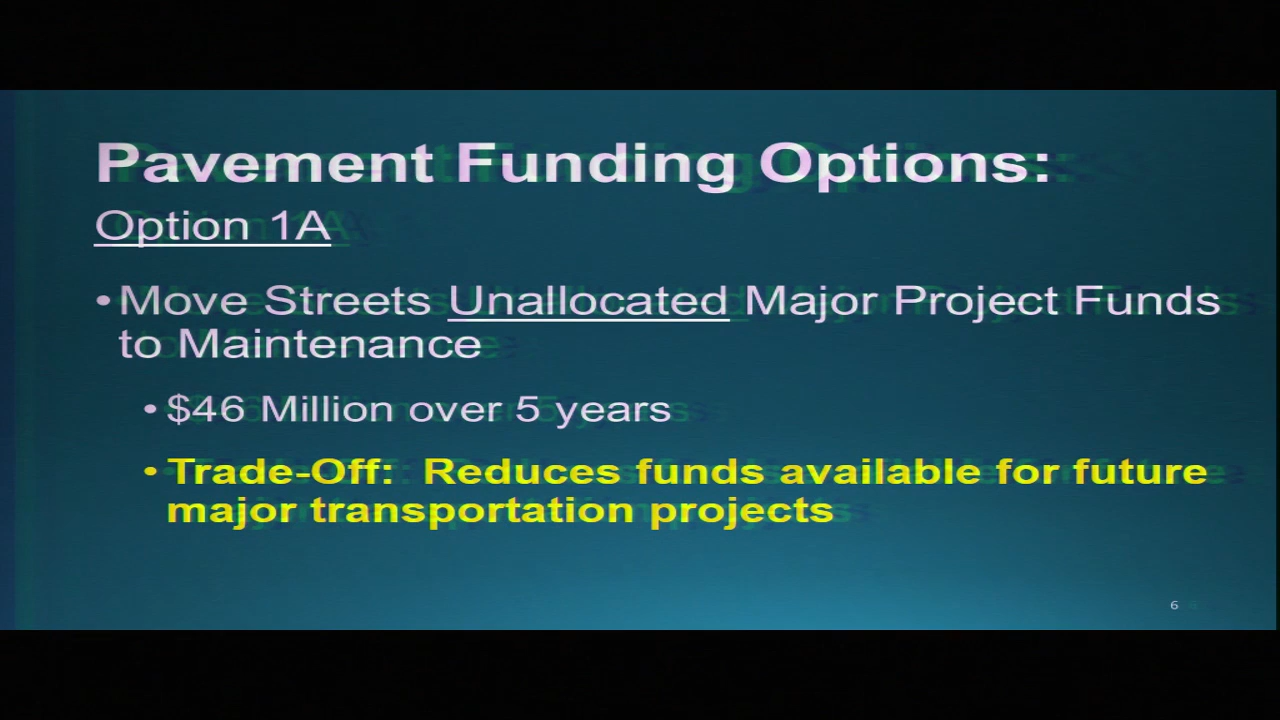 Pavement Funding Options:
Option 1A
•Move Streets Unallocated Major Project Funds
to Maintenance
•$46 Million over 5 years
•Trade-Off:  Reduces funds available for future
major transportation projects
6